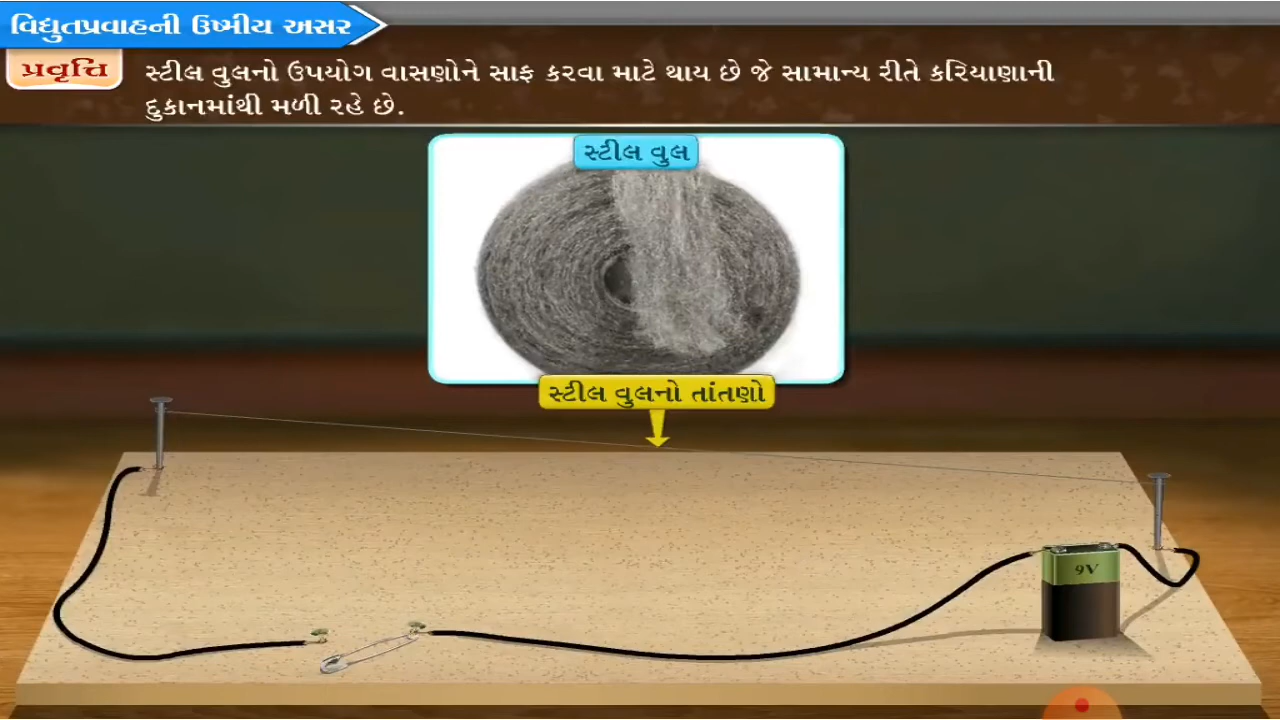 વિદ્યુતપ્રવાહની ઉષ્મીય અસર
પ્રવૃત્તિ
સ્ટીલ વુલનો ઉપયોગ વાસણોને સાફ કરવા માટે થાય છે જે સામાન્ય રીતે કરિયાણાની
દુકાનમાંથી મળી રહે છે.
સ્ટીલ વુલ
સ્ટીલ વુલનો તાંતણો
9V